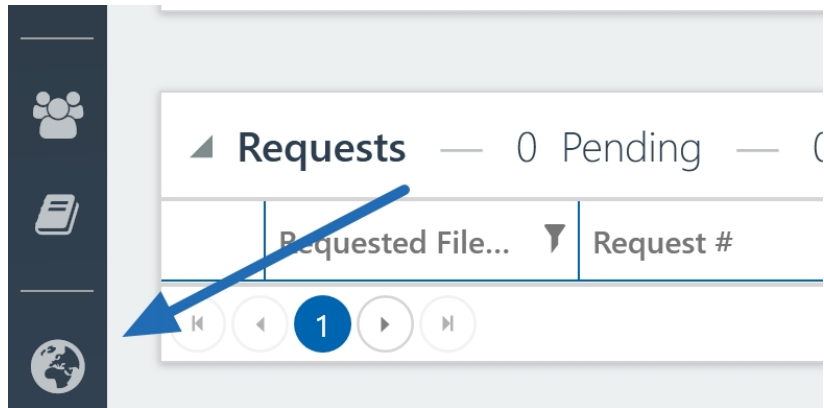 Requests — 0 Pending —
Requested File... Request #
1